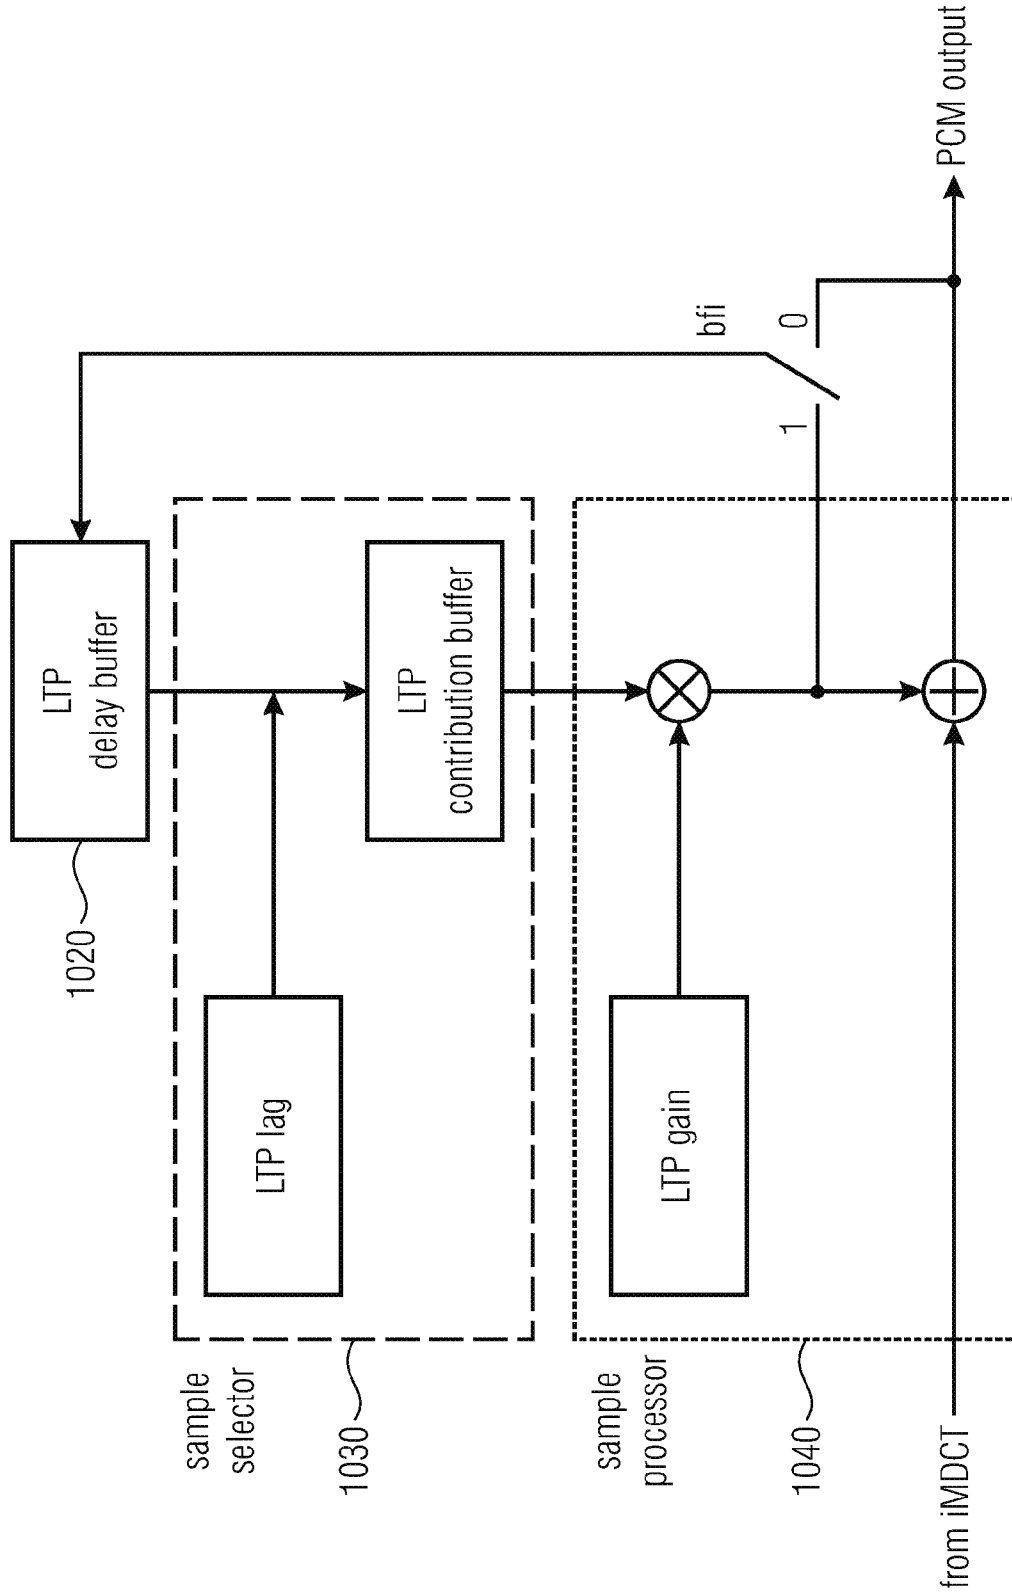 LTP
delay buffer
1020
sample
selector
1030
LTP lag
LTP
contribution buffer
sample
processor
1040
LTP gain
bfi
1
0
from iMDCT
PCM output